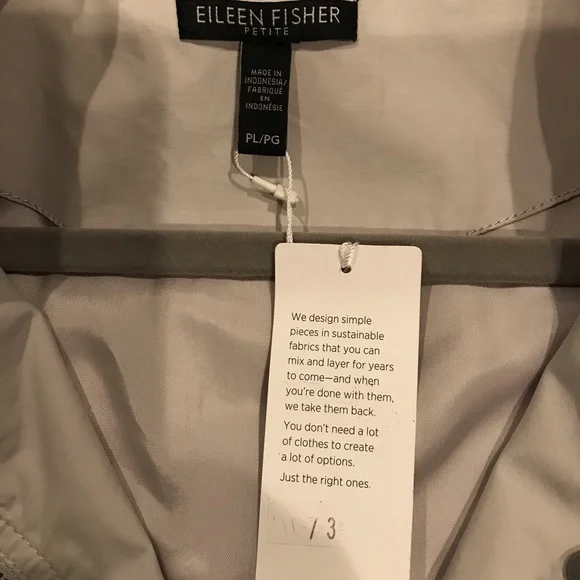 EILEEN FISHER
PETITE
MADE IN
INDONESIA/
FABRIQUÉ
EN
INDONÉSIE
PL/PG
We design simple
pieces in sustainable
fabrics that you can
mix and layer for years
to come—and when
you're done with them,
we take them back.
You don't need a lot
of clothes to create
a lot of options.
Just the right ones.
/ 3